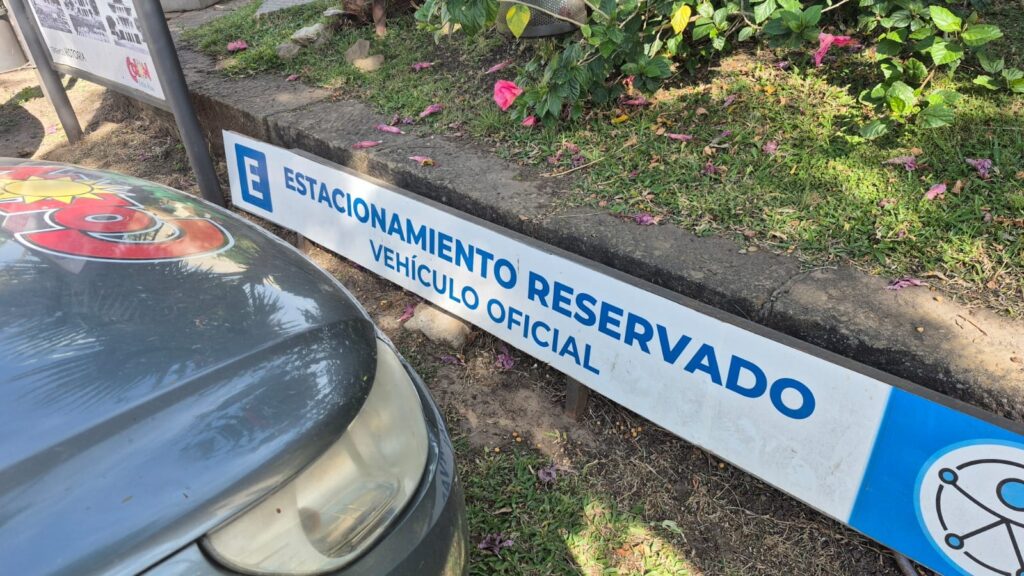 E
ESTACIONAMIENTO RESERVADO
VEHÍCULO OFICIAL